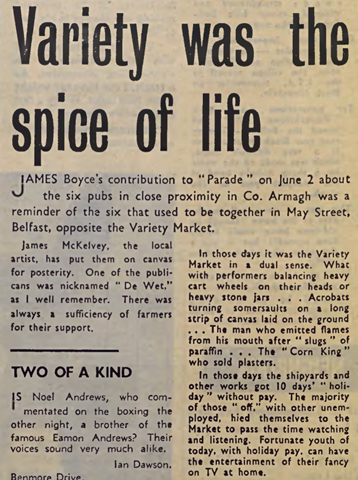 Variety was the
spice of life
JAMES Boyce's contribution to "Parade" on June 2 about
the six pubs in close proximity in Co. Armagh was a
reminder of the six that used to be together in May Street,
Belfast, opposite the Variety Market.
James McKelvey, the local
artist, has put them on canvas
for posterity. One of the publi-
cans was nicknamed "De Wet,"
as I well remember. There was
always a sufficiency of farmers
for their support.
TWO OF A KIND
IS Noel Andrews, who com-
mentated on the boxing the
other night, a brother of the
famous Eamon Andrews? Their
voices sound very much alike.
Ian Dawson.
Benmore Drive.
In those days it was the Variety
Market in a dual sense. What
with performers balancing heavy
cart wheels on their heads or
heavy stone jars . . . Acrobats
turning somersaults on a long
strip of canvas laid on the ground
. . . The man who emitted flames
from his mouth after "slugs" of
paraffin . . . The "Corn King"
who sold plasters.
In those days the shipyards and
other works got 10 days' "holi-
day" without pay. The majority
of those "off," with other unem-
ployed, hied themselves to the
Market to pass the time watching
and listening. Fortunate youth of
today, with holiday pay, can have
the entertainment of their fancy
on TV at home.